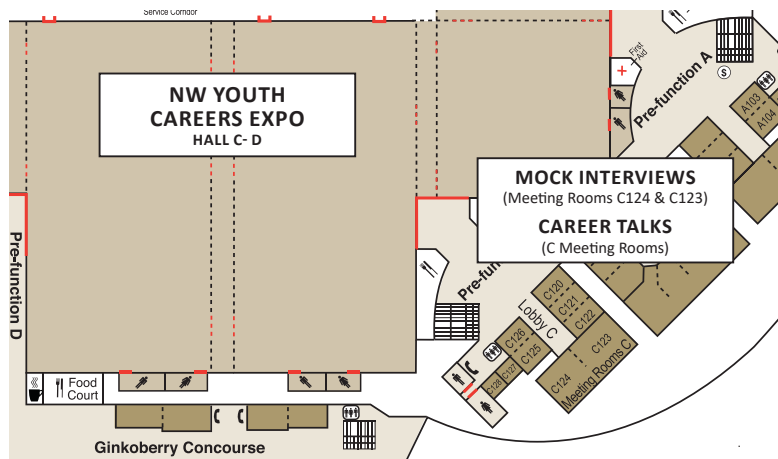 Service Corridor
NW YOUTH
CAREERS EXPO
HALL C- D
First
Aid
S
Pre-function A
A103
A104
MOCK INTERVIEWS
(Meeting Rooms C124 & C123)
CAREER TALKS
(C Meeting Rooms)
Pre-function D
Pre-fun
Lobby C
C120
C121
C122
C123
C124
Meeting Rooms C
C126
C125
C127
C128
Food
Court
Ginkoberry Concourse